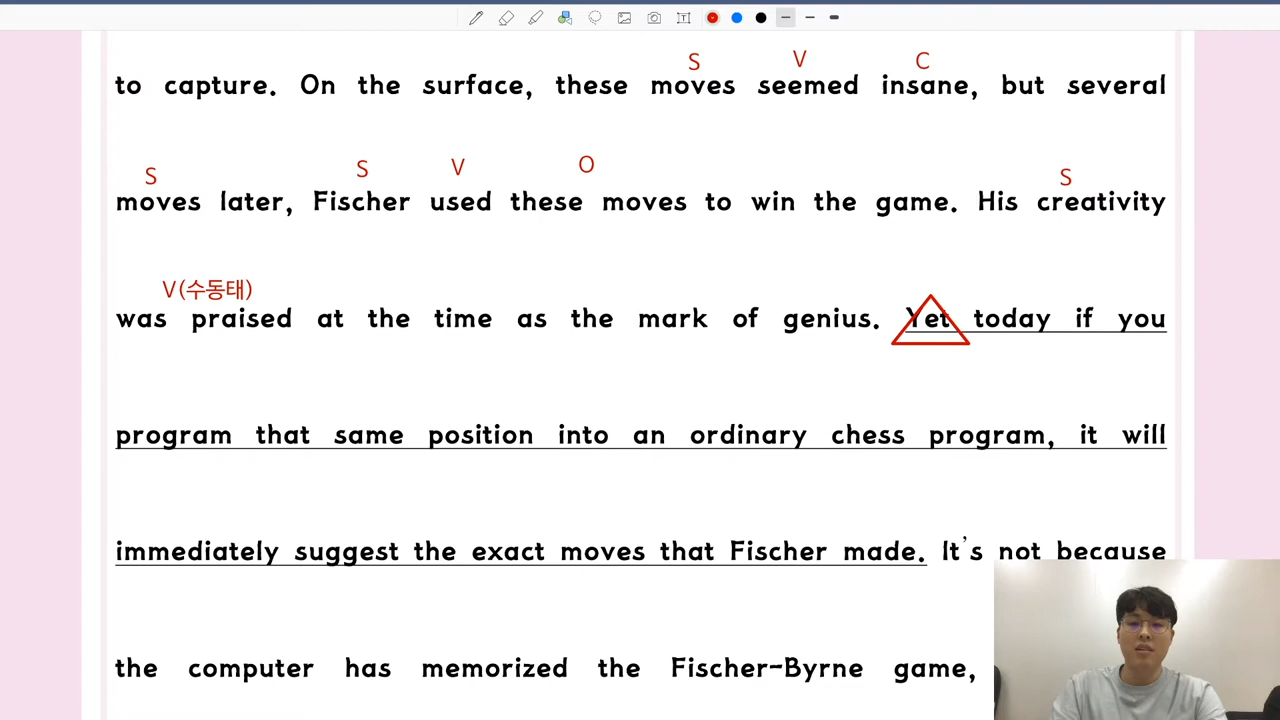 S V C
to capture. On the surface, these moves seemed insane, but several
S S V O S
moves later, Fischer used these moves to win the game. His creativity
V(수동태)
was praised at the time as the mark of genius. Yet today if you
program that same position into an ordinary chess program, it will
immediately suggest the exact moves that Fischer made. It's not because
the computer has memorized the Fischer-Byrne game,